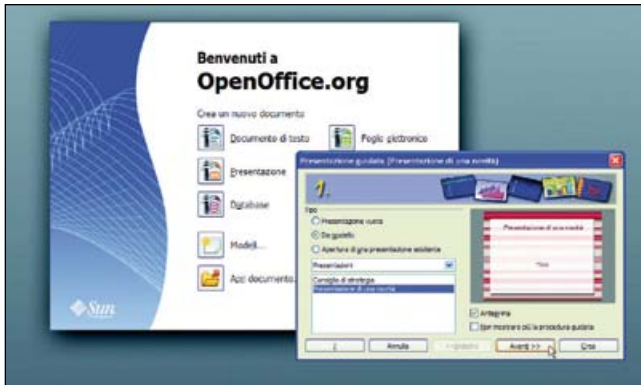 Benvenuti a
OpenOffice.org
Crea un nuovo documento
Documento di testo
Foglio elettronico
Presentazione
Database
Modelli...
Apri documento...
Sun
Presentazione guidata (Presentazione di una novità)
1.
Tipo
Presentazione vuota
Da modello
Apertura di una presentazione esistente
Presentazioni
Consiglio di strategia
Presentazione di una novità
Presentazione di una novità
Titolo
Anteprima
Non mostrare più la procedura guidata
?
Annulla
<<Indietro
Avanti >>
Crea